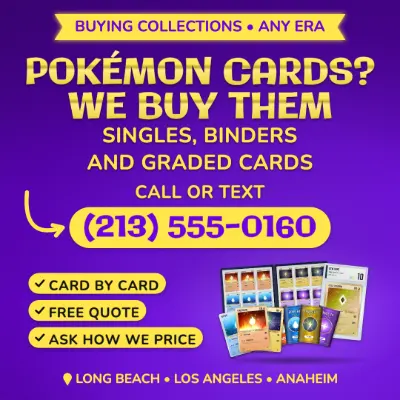 BUYING COLLECTIONS • ANY ERA
POKÉMON CARDS?
WE BUY THEM
SINGLES, BINDERS
AND GRADED CARDS
CALL OR TEXT
(213) 555-0160
CARD BY CARD
FREE QUOTE
ASK HOW WE PRICE
10
LONG BEACH • LOS ANGELES • ANAHEIM